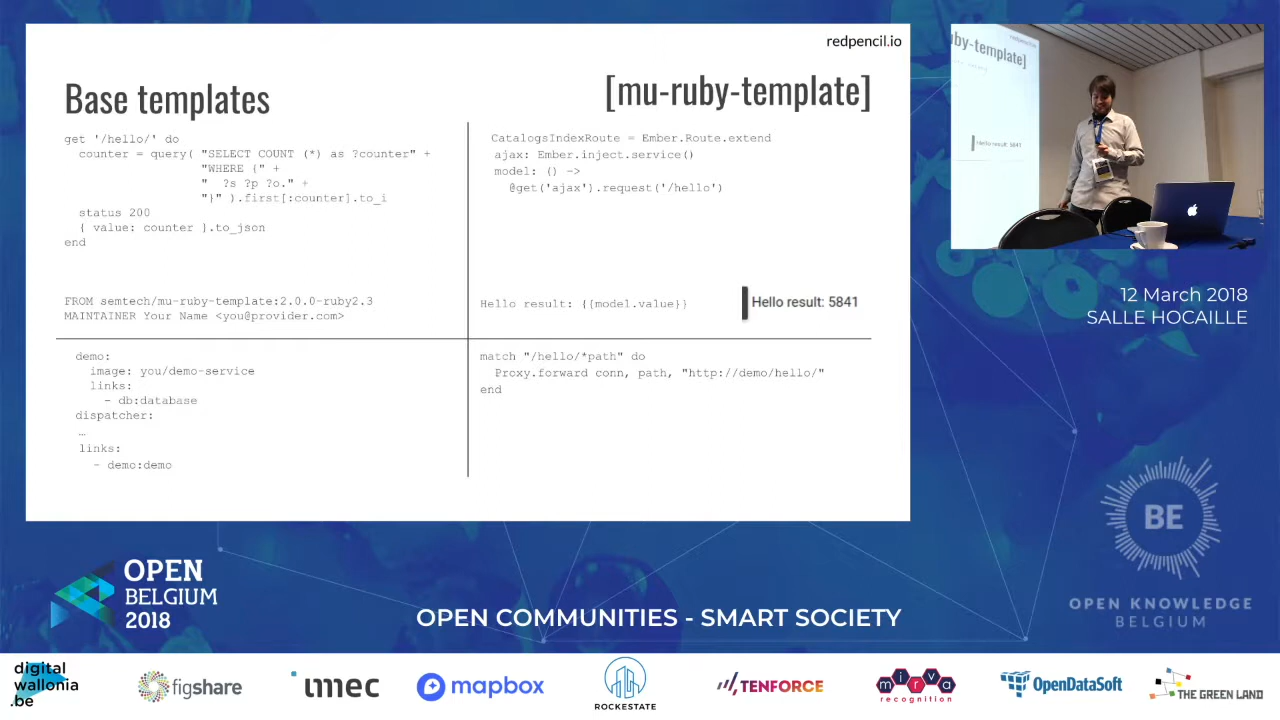 redpencil.io
Base templates
[mu-ruby-template]
get '/hello/' do
counter = query( "SELECT COUNT (*) as ?counter" +
"WHERE {" +
" ?s ?p ?o." +
"}" ).first[:counter].to_i
status 200
{ value: counter }.to_json
end
FROM semtech/mu-ruby-template:2.0.0-ruby2.3
MAINTAINER Your Name <you@provider.com>
CatalogsIndexRoute = Ember.Route.extend
ajax: Ember.inject.service()
model: () ->
@get('ajax').request('/hello')
Hello result: {{model.value}}
Hello result: 5841
demo:
image: you/demo-service
links:
- db:database
dispatcher:
…
links:
- demo:demo
match "/hello/*path" do
Proxy.forward conn, path, "http://demo/hello/"
end
uby-template]
Hello result: 5841
12 March 2018
SALLE HOCAILLE
BE
OPEN KNOWLEDGE
BELGIUM
OPEN
BELGIUM
2018
OPEN COMMUNITIES - SMART SOCIETY
digital
wallonia
.be
figshare
imec
mapbox
ROCKESTATE
TENFORCE
mirva
recognition
OpenDataSoft
THE GREEN LAND